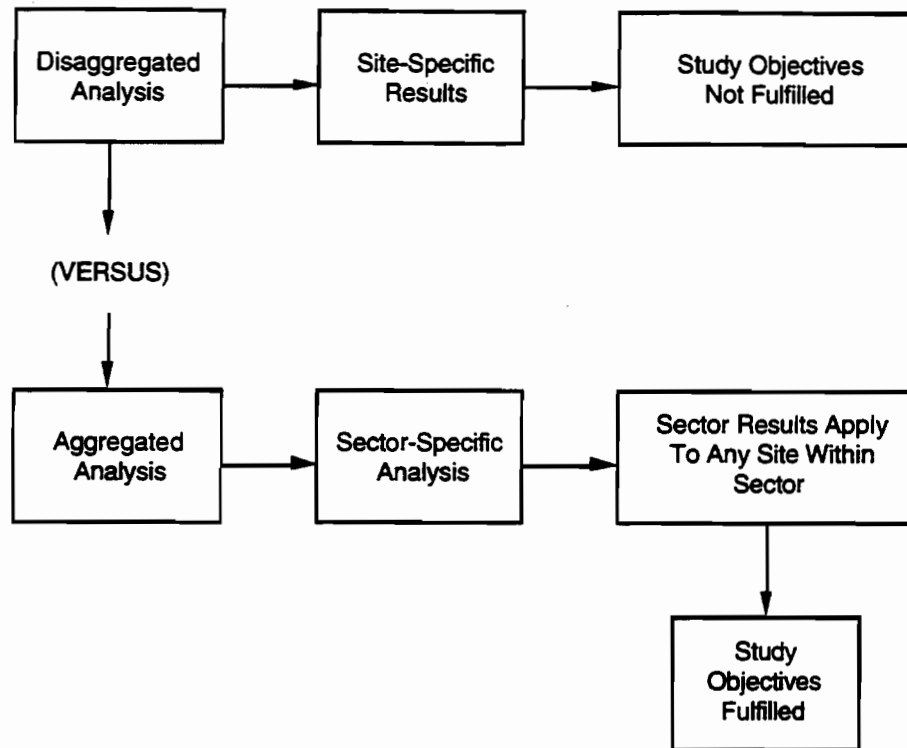 Disaggregated
Analysis
Site-Specific
Results
Study Objectives
Not Fulfilled
(VERSUS)
Aggregated
Analysis
Sector-Specific
Analysis
Sector Results Apply
To Any Site Within
Sector
Study
Objectives
Fulfilled